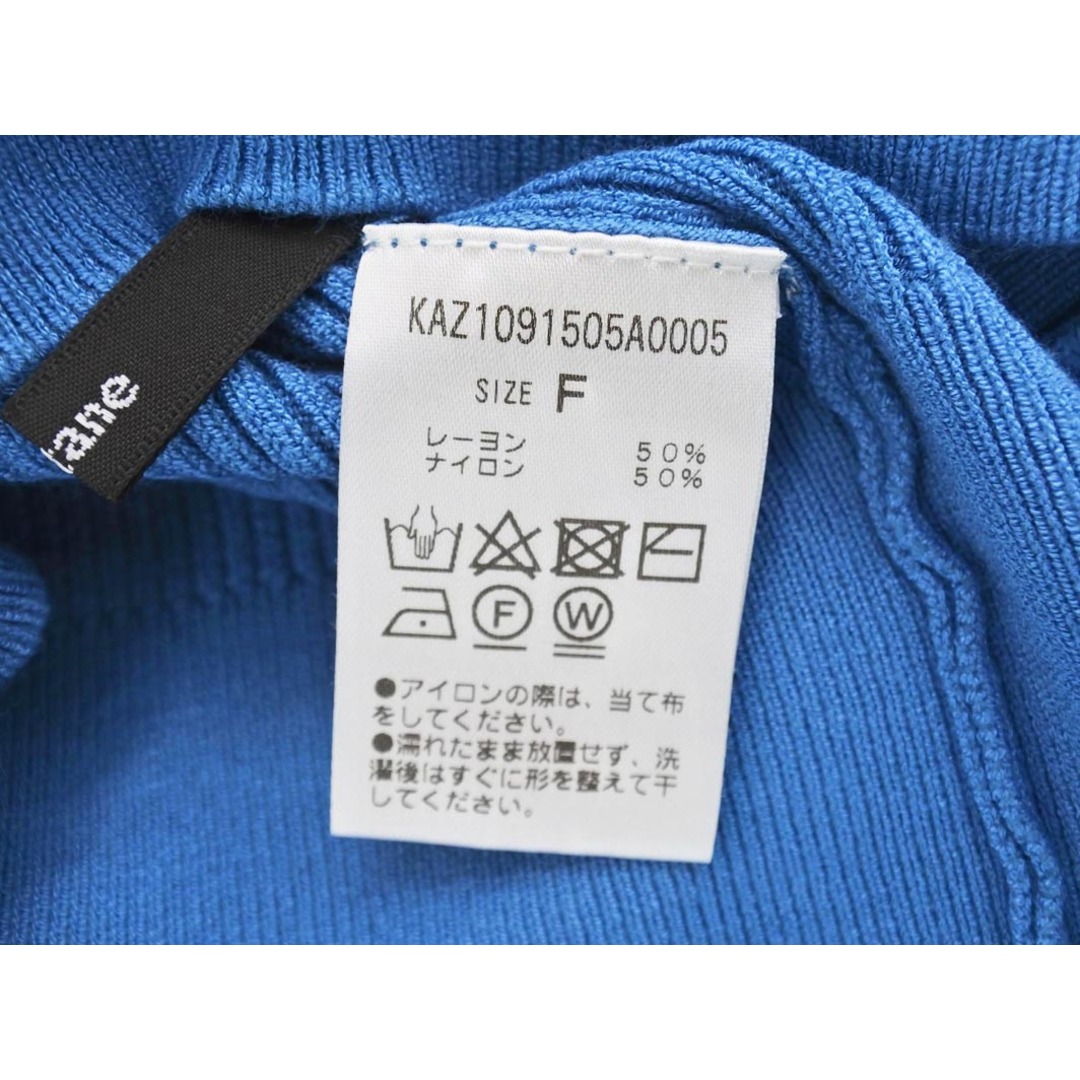 tane
KAZ1091505A0005
SIZE F
レーヨン 50%
ナイロン 50%
F W
●アイロンの際は、当て布
をしてください。
●濡れたまま放置せず、洗
濯後はすぐに形を整えて干
してください。